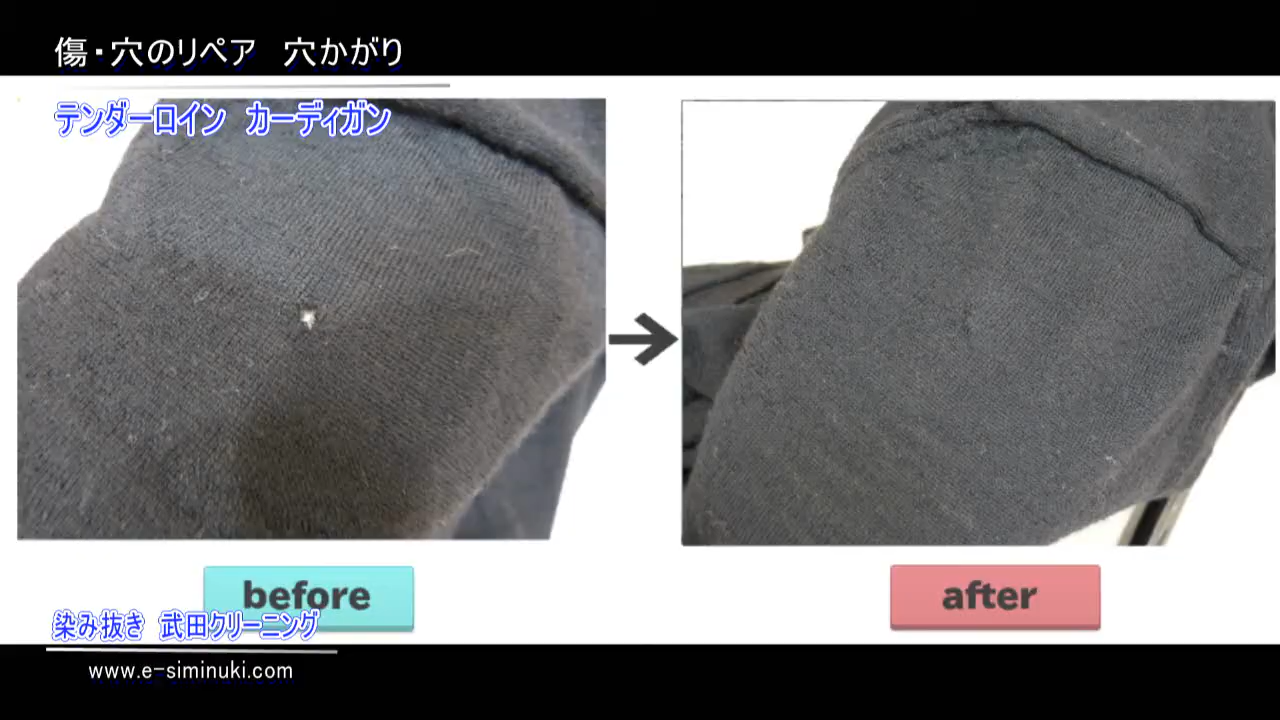 傷・穴のリペア　穴かがり
テンダーロイン　カーディガン
before
after
染み抜き　武田クリーニング
www.e-siminuki.com